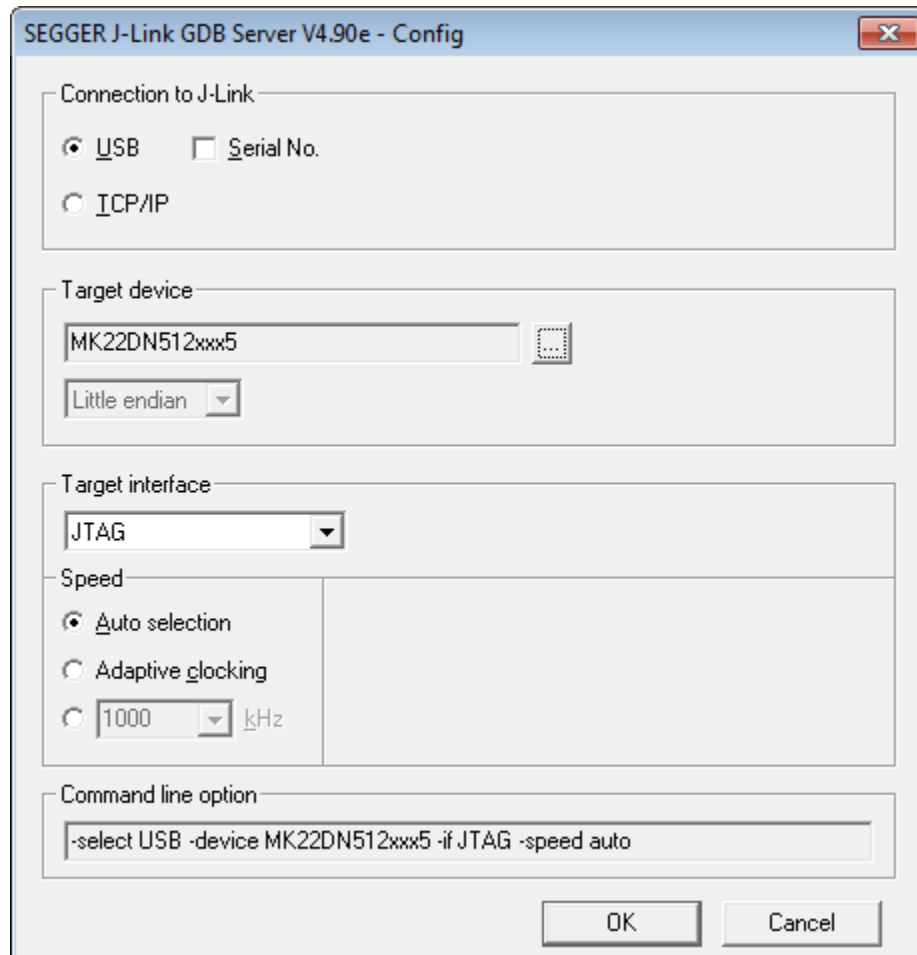 SEGGER J-Link GDB Server V4.90e - Config
Connection to J-Link
USB Serial No.
TCP/IP
Target device
MK22DN512xxx5 ...
Little endian
Target interface
JTAG
Speed
Auto selection
Adaptive clocking
1000 kHz
Command line option
-select USB -device MK22DN512xxx5 -if JTAG -speed auto
OK Cancel